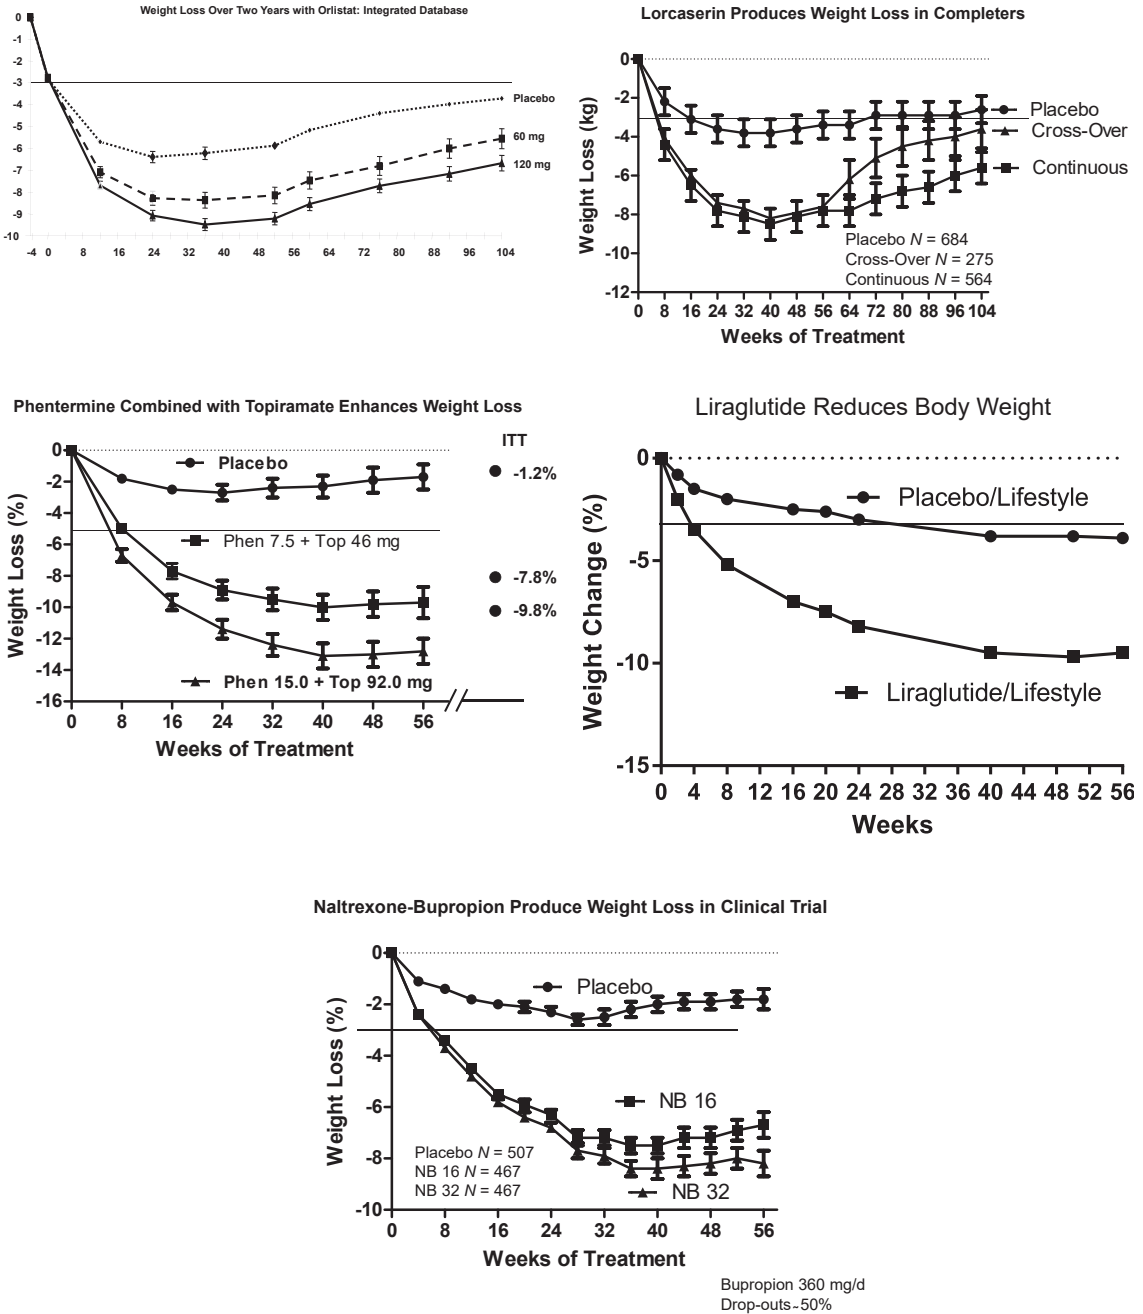 Weight Loss Over Two Years with Orlistat: Integrated Database
0
-1
-2
-3
-4
-5
-6
-7
-8
-9
-10
Placebo
60 mg
120 mg
-4 0 8 16 24 32 40 48 56 64 72 80 88 96 104
Lorcaserin Produces Weight Loss in Completers
Weight Loss (kg)
0
-2
-4
-6
-8
-10
-12
Placebo
Cross-Over
Continuous
Placebo N = 684
Cross-Over N = 275
Continuous N = 564
0 8 16 24 32 40 48 56 64 72 80 88 96 104
Weeks of Treatment
Phentermine Combined with Topiramate Enhances Weight Loss
Weight Loss (%)
0
-2
-4
-6
-8
-10
-12
-14
-16
Placebo
Phen 7.5 + Top 46 mg
Phen 15.0 + Top 92.0 mg
ITT
-1.2%
-7.8%
-9.8%
0 8 16 24 32 40 48 56
Weeks of Treatment
Liraglutide Reduces Body Weight
Weight Change (%)
0
-5
-10
-15
Placebo/Lifestyle
Liraglutide/Lifestyle
0 4 8 12 16 20 24 28 32 36 40 44 48 52 56
Weeks
Naltrexone-Bupropion Produce Weight Loss in Clinical Trial
Weight Loss (%)
0
-2
-4
-6
-8
-10
Placebo
NB 16
NB 32
Placebo N = 507
NB 16 N = 467
NB 32 N = 467
0 8 16 24 32 40 48 56
Weeks of Treatment
Bupropion 360 mg/d
Drop-outs~50%